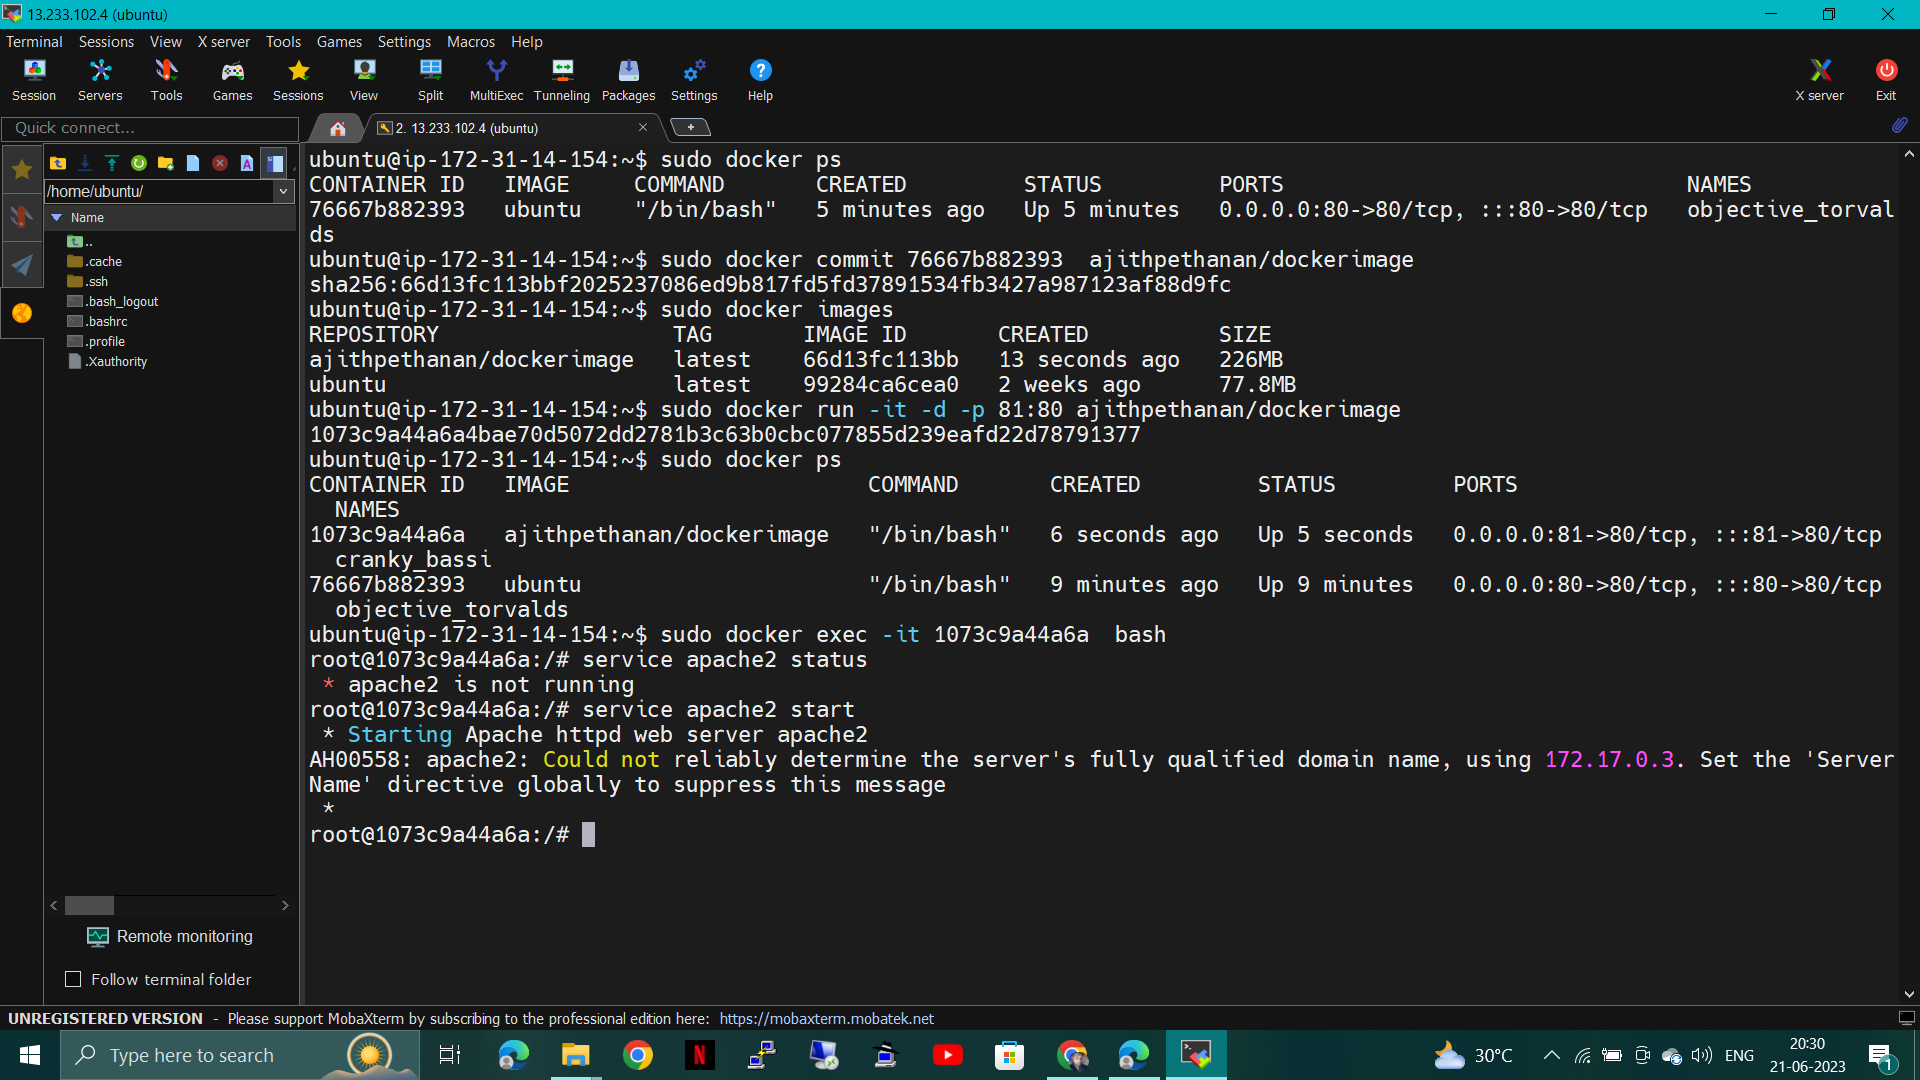 13.233.102.4 (ubuntu)
Terminal Sessions View X server Tools Games Settings Macros Help
Session Servers Tools Games Sessions View Split MultiExec Tunneling Packages Settings Help X server Exit
Quick connect...
2. 13.233.102.4 (ubuntu)
/home/ubuntu/
Name
..
.cache
.ssh
.bash_logout
.bashrc
.profile
.Xauthority
Remote monitoring
Follow terminal folder
ubuntu@ip-172-31-14-154:~$ sudo docker ps
CONTAINER ID   IMAGE     COMMAND       CREATED         STATUS         PORTS                               NAMES
76667b882393   ubuntu    "/bin/bash"   5 minutes ago   Up 5 minutes   0.0.0.0:80->80/tcp, :::80->80/tcp   objective_torval
ds
ubuntu@ip-172-31-14-154:~$ sudo docker commit 76667b882393  ajithpethanan/dockerimage
sha256:66d13fc113bbf2025237086ed9b817fd5fd37891534fb3427a987123af88d9fc
ubuntu@ip-172-31-14-154:~$ sudo docker images
REPOSITORY                  TAG       IMAGE ID       CREATED          SIZE
ajithpethanan/dockerimage   latest    66d13fc113bb   13 seconds ago   226MB
ubuntu                      latest    99284ca6cea0   2 weeks ago      77.8MB
ubuntu@ip-172-31-14-154:~$ sudo docker run -it -d -p 81:80 ajithpethanan/dockerimage
1073c9a44a6a4bae70d5072dd2781b3c63b0cbc077855d239eafd22d78791377
ubuntu@ip-172-31-14-154:~$ sudo docker ps
CONTAINER ID   IMAGE                       COMMAND       CREATED         STATUS         PORTS
  NAMES
1073c9a44a6a   ajithpethanan/dockerimage   "/bin/bash"   6 seconds ago   Up 5 seconds   0.0.0.0:81->80/tcp, :::81->80/tcp
  cranky_bassi
76667b882393   ubuntu                      "/bin/bash"   9 minutes ago   Up 9 minutes   0.0.0.0:80->80/tcp, :::80->80/tcp
  objective_torvalds
ubuntu@ip-172-31-14-154:~$ sudo docker exec -it 1073c9a44a6a  bash
root@1073c9a44a6a:/# service apache2 status
 * apache2 is not running
root@1073c9a44a6a:/# service apache2 start
 * Starting Apache httpd web server apache2
AH00558: apache2: Could not reliably determine the server's fully qualified domain name, using 172.17.0.3. Set the 'Server
Name' directive globally to suppress this message
 *
root@1073c9a44a6a:/#
UNREGISTERED VERSION - Please support MobaXterm by subscribing to the professional edition here: https://mobaxterm.mobatek.net
Type here to search
30°C
ENG
20:30
21-06-2023
1